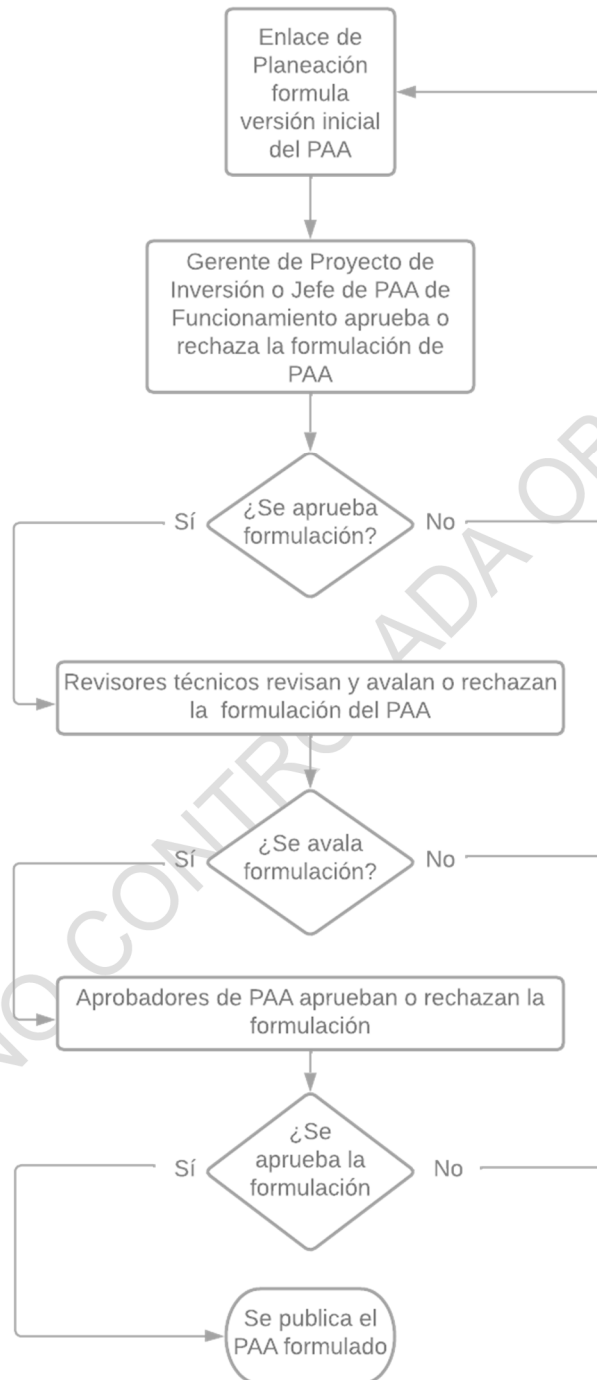 Enlace de
Planeación
formula
versión inicial
del PAA
Gerente de Proyecto de
Inversión o Jefe de PAA de
Funcionamiento aprueba o
rechaza la formulación de
PAA
¿Se aprueba
formulación?
Sí
No
Revisores técnicos revisan y avalan o rechazan
la formulación del PAA
¿Se avala
formulación?
Sí
No
Aprobadores de PAA aprueban o rechazan la
formulación
¿Se
aprueba la
formulación
Sí
No
Se publica el
PAA formulado